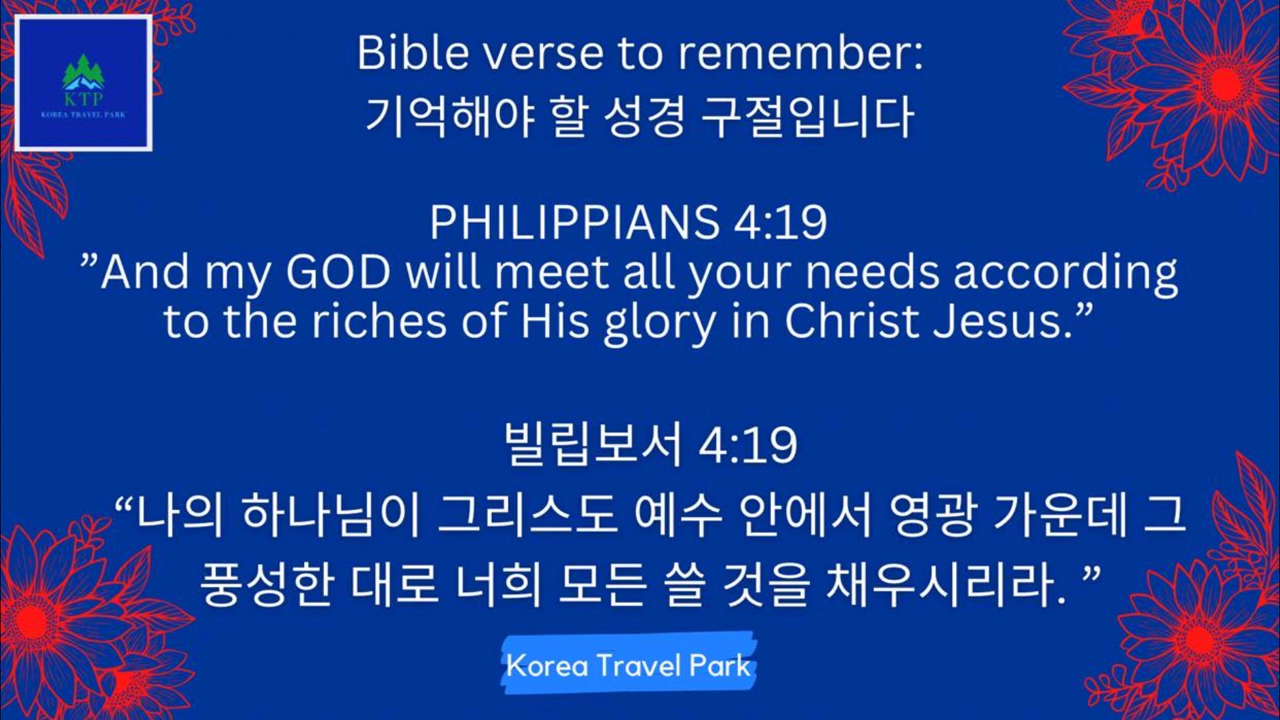 KTP
KOREA TRAVEL PARK
Bible verse to remember:
기억해야 할 성경 구절입니다
PHILIPPIANS 4:19
”And my GOD will meet all your needs according
to the riches of His glory in Christ Jesus.”
빌립보서 4:19
“나의 하나님이 그리스도 예수 안에서 영광 가운데 그
풍성한 대로 너희 모든 쓸 것을 채우시리라. ”
Korea Travel Park